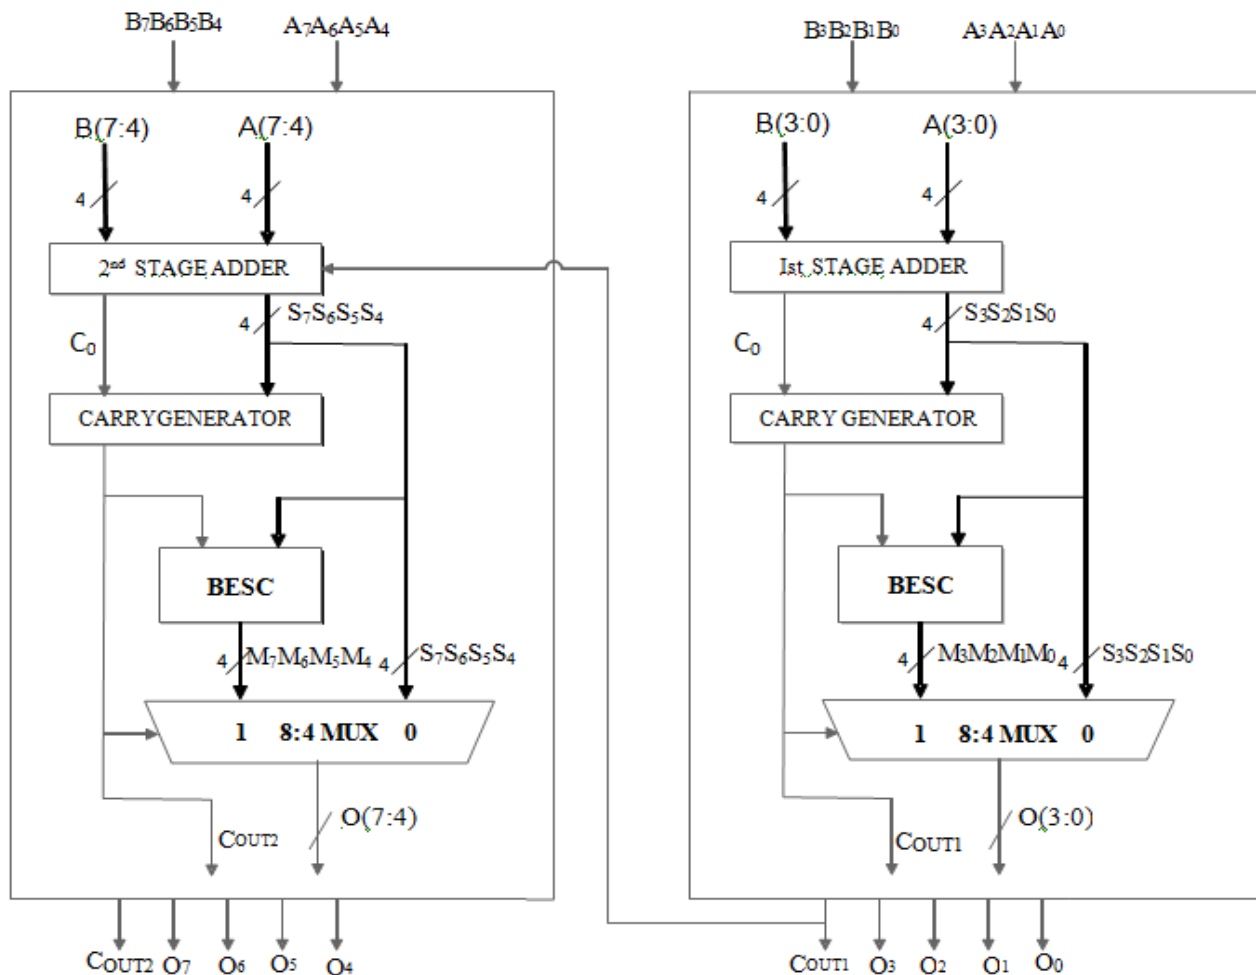 B₇B₆B₅B₄ A₇A₆A₅A₄ B₃B₂B₁B₀ A₃A₂A₁A₀
B(7:4) A(7:4) B(3:0) A(3:0)
4 4 4 4
2nd STAGE ADDER Ist STAGE ADDER
4 S₇S₆S₅S₄ 4 S₃S₂S₁S₀
C₀ C₀
CARRYGENERATOR CARRY GENERATOR
BESC BESC
4 M₇M₆M₅M₄ 4 S₇S₆S₅S₄ 4 M₃M₂M₁M₀ 4 S₃S₂S₁S₀
1 8:4 MUX 0 1 8:4 MUX 0
O(7:4) O(3:0)
COUT2 COUT1
COUT2 O₇ O₆ O₅ O₄ COUT1 O₃ O₂ O₁ O₀